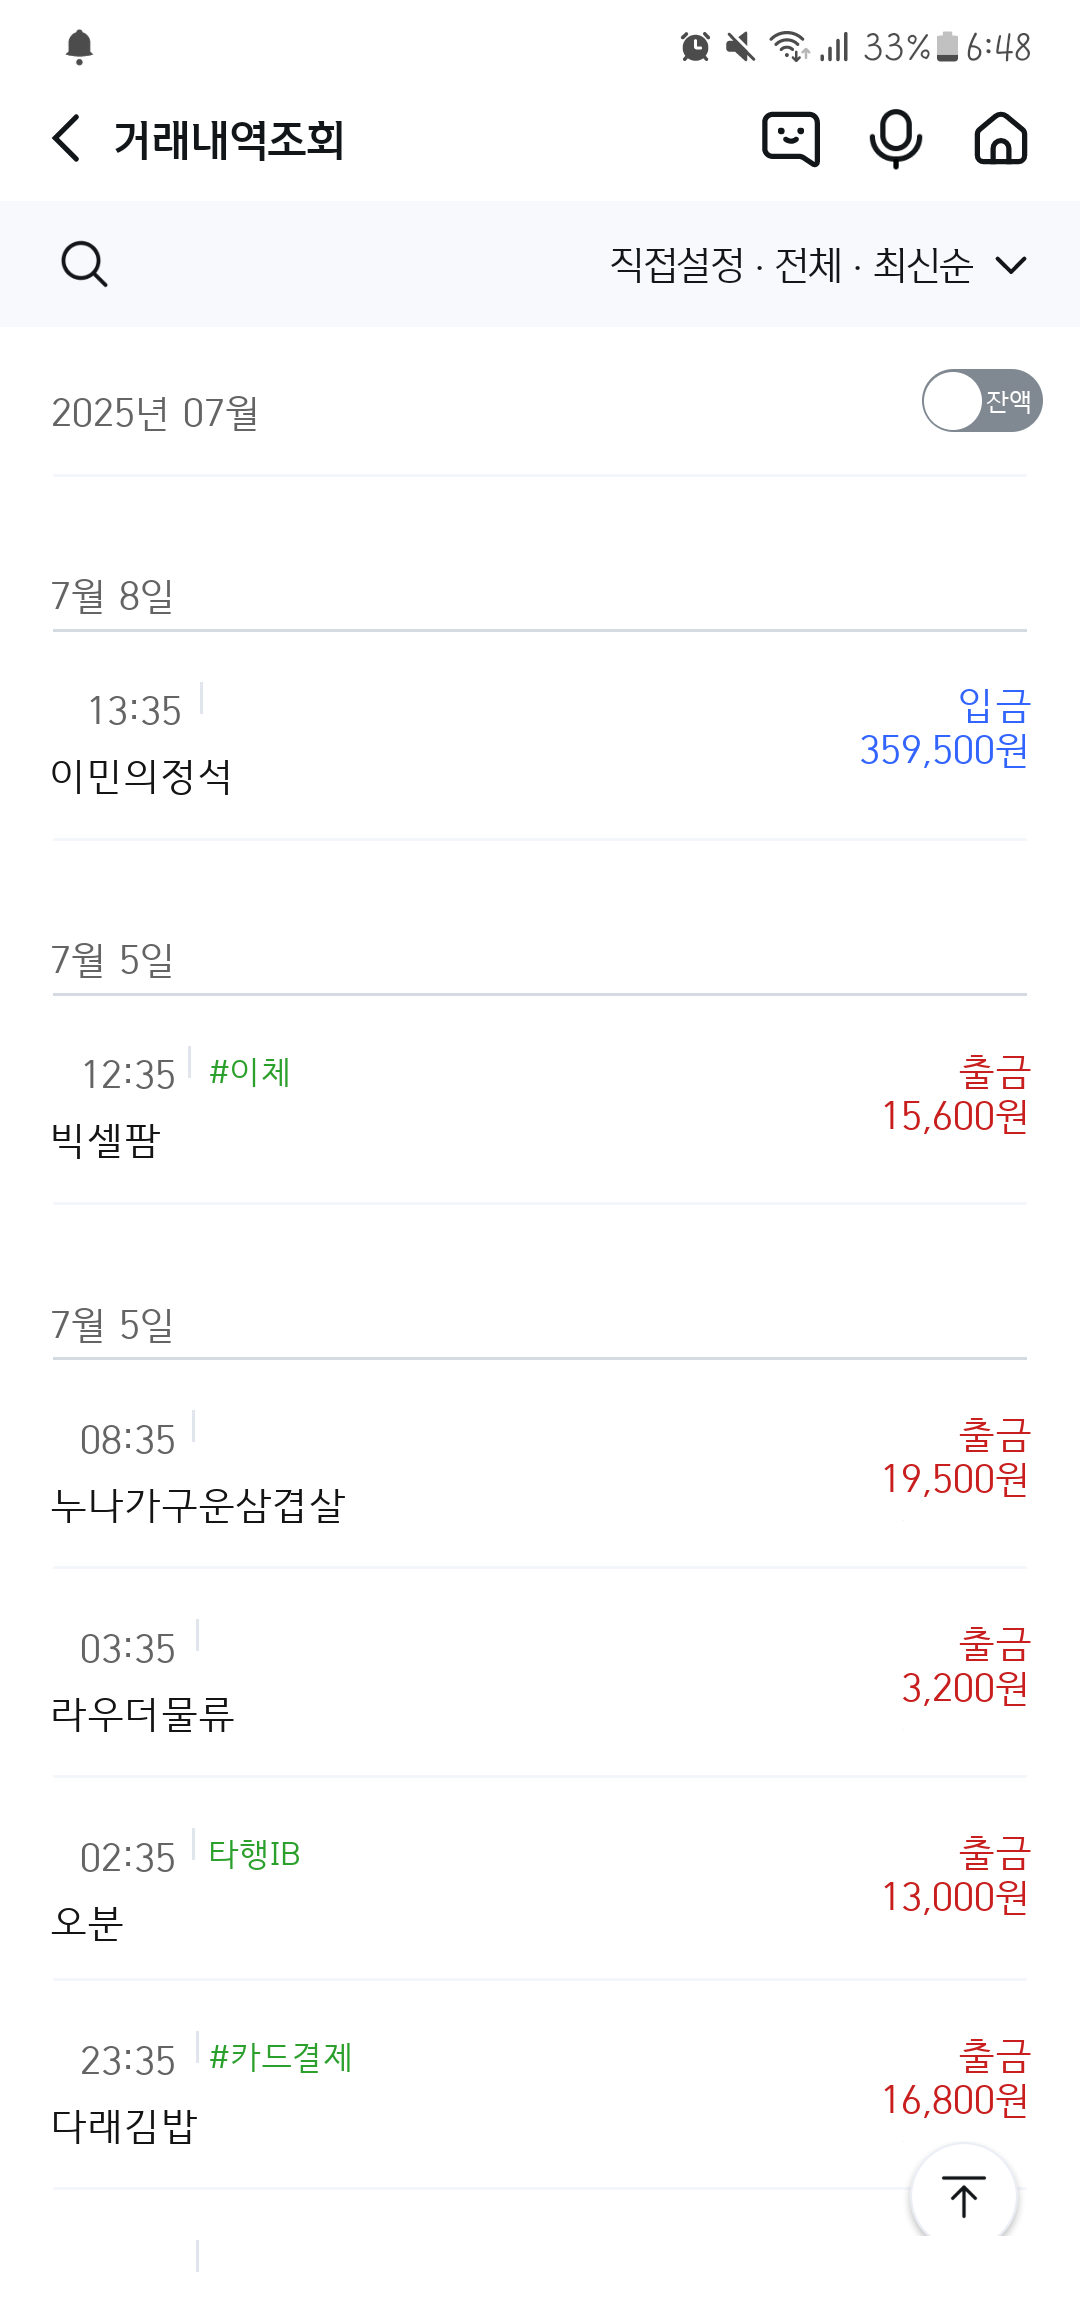 33% 6:48
거래내역조회
직접설정 · 전체 · 최신순
2025년 07월
잔액
7월 8일
13:35
입금
이민의정석
359,500원
7월 5일
12:35 #이체
출금
빅셀팜
15,600원
7월 5일
08:35
출금
누나가구운삼겹살
19,500원
03:35
출금
라우더물류
3,200원
02:35 타행IB
출금
오분
13,000원
23:35 #카드결제
출금
다래김밥
16,800원